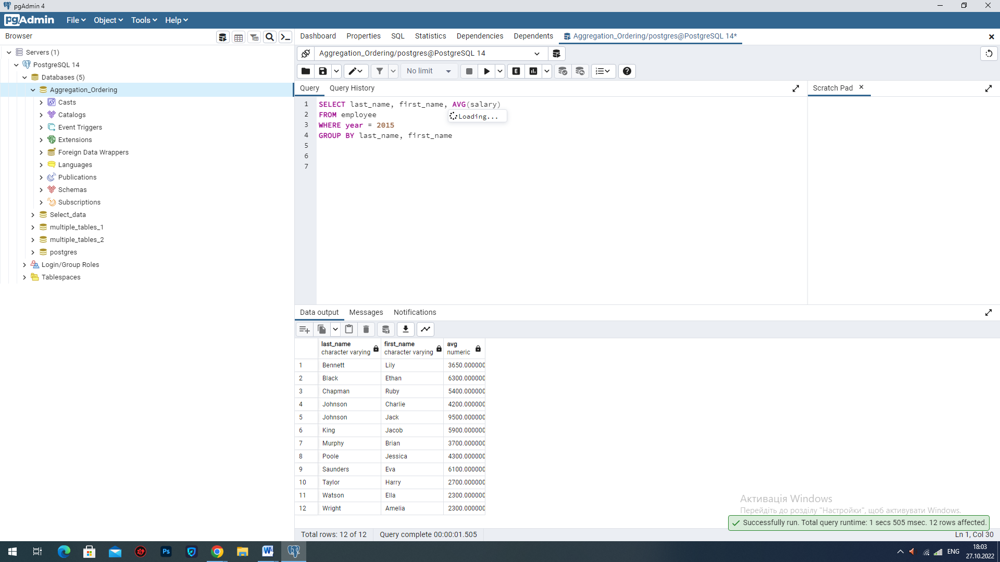 pgAdmin 4
pgAdmin File Object Tools Help
Browser
Dashboard Properties SQL Statistics Dependencies Dependents Aggregation_Ordering/postgres@PostgreSQL 14*
Servers (1)
PostgreSQL 14
Databases (5)
Aggregation_Ordering
Casts
Catalogs
Event Triggers
Extensions
Foreign Data Wrappers
Languages
Publications
Schemas
Subscriptions
Select_data
multiple_tables_1
multiple_tables_2
postgres
Login/Group Roles
Tablespaces
Aggregation_Ordering/postgres@PostgreSQL 14
No limit
E
Query Query History
Scratch Pad
1 SELECT last_name, first_name, AVG(salary)
2 FROM employee
Loading...
3 WHERE year = 2015
4 GROUP BY last_name, first_name
5
6
7
Data output Messages Notifications
last_name first_name avg
character varying character varying numeric
1 Bennett Lily 3650.000000
2 Black Ethan 6300.000000
3 Chapman Ruby 5400.000000
4 Johnson Charlie 4200.000000
5 Johnson Jack 9500.000000
6 King Jacob 5900.000000
7 Murphy Brian 3700.000000
8 Poole Jessica 4300.000000
9 Saunders Eva 6100.000000
10 Taylor Harry 2700.000000
11 Watson Ella 2300.000000
12 Wright Amelia 2300.000000
Активація Windows
Перейдіть до розділу "Настройки", щоб активувати Windows.
Successfully run. Total query runtime: 1 secs 505 msec. 12 rows affected.
Total rows: 12 of 12 Query complete 00:00:01.505
Ln 1, Col 30
Ps
W
ENG
18:03
27.10.2022